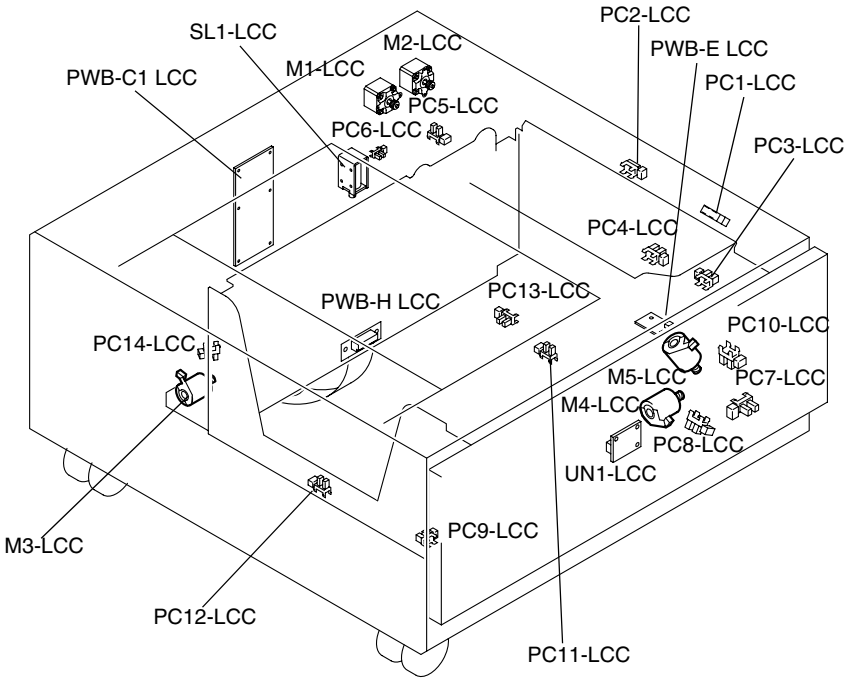 PC2-LCC
SL1-LCC
M2-LCC
PWB-E LCC
PWB-C1 LCC
M1-LCC
PC1-LCC
PC5-LCC
PC6-LCC
PC3-LCC
PC4-LCC
PWB-H LCC
PC13-LCC
PC10-LCC
PC14-LCC
M5-LCC
PC7-LCC
M4-LCC
PC8-LCC
UN1-LCC
PC9-LCC
M3-LCC
PC12-LCC
PC11-LCC